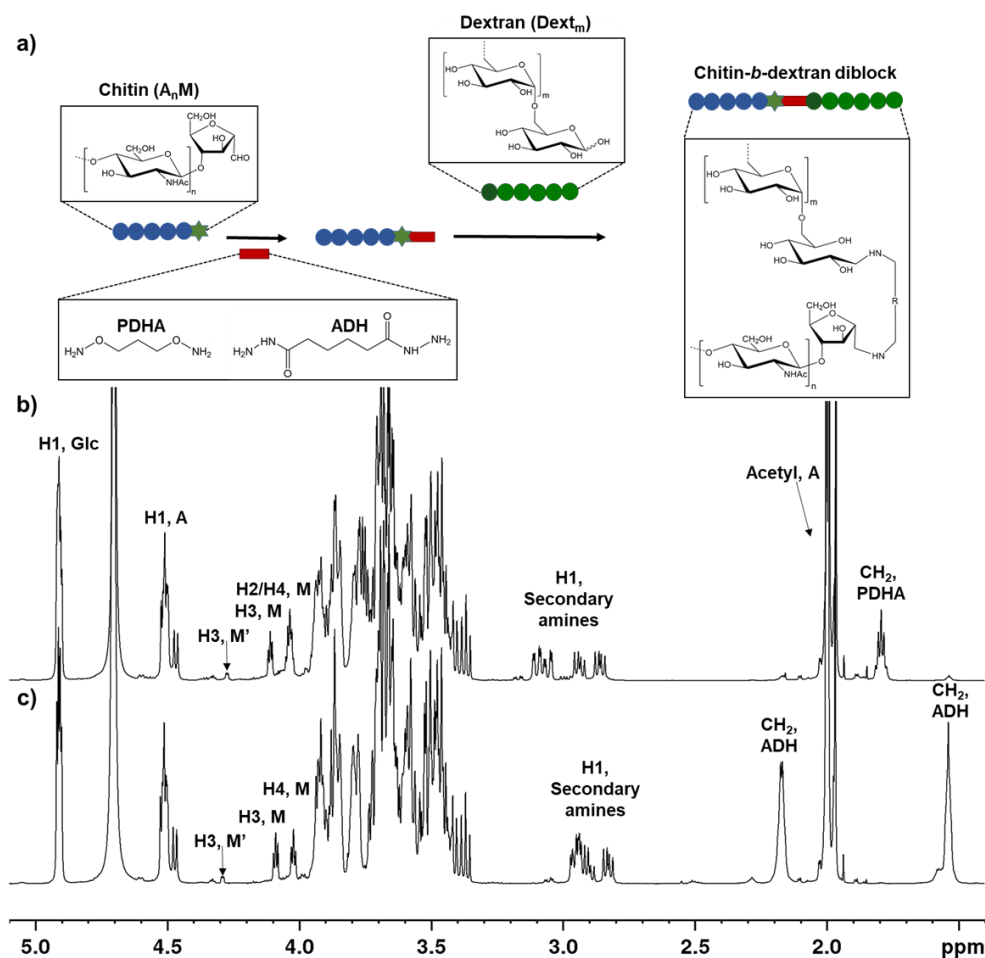 a)
Dextran (Dextₘ)
Chitin (AₙM)
Chitin-b-dextran diblock
PDHA
ADH
b)
H1, Glc
H1, A
H3, M'
H3, M
H2/H4, M
H1,
Secondary
amines
Acetyl, A
CH₂,
PDHA
c)
H3, M'
H3, M
H4, M
H1,
Secondary
amines
CH₂,
ADH
CH₂,
ADH
5.0 4.5 4.0 3.5 2.5 2.0 ppm